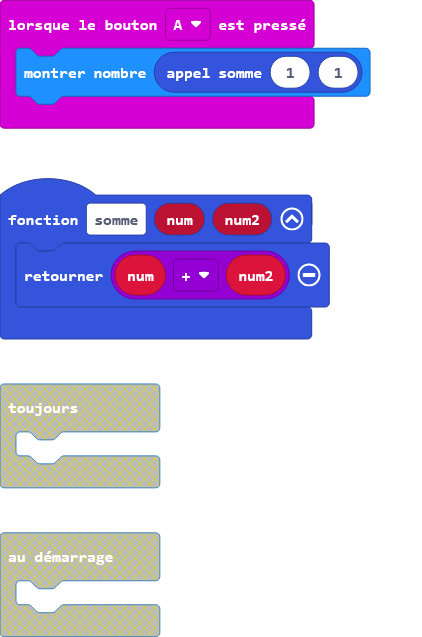 lorsque le bouton A est pressé
montrer nombre appel somme 1 1
fonction somme num num2
retourner num + num2
toujours
au démarrage